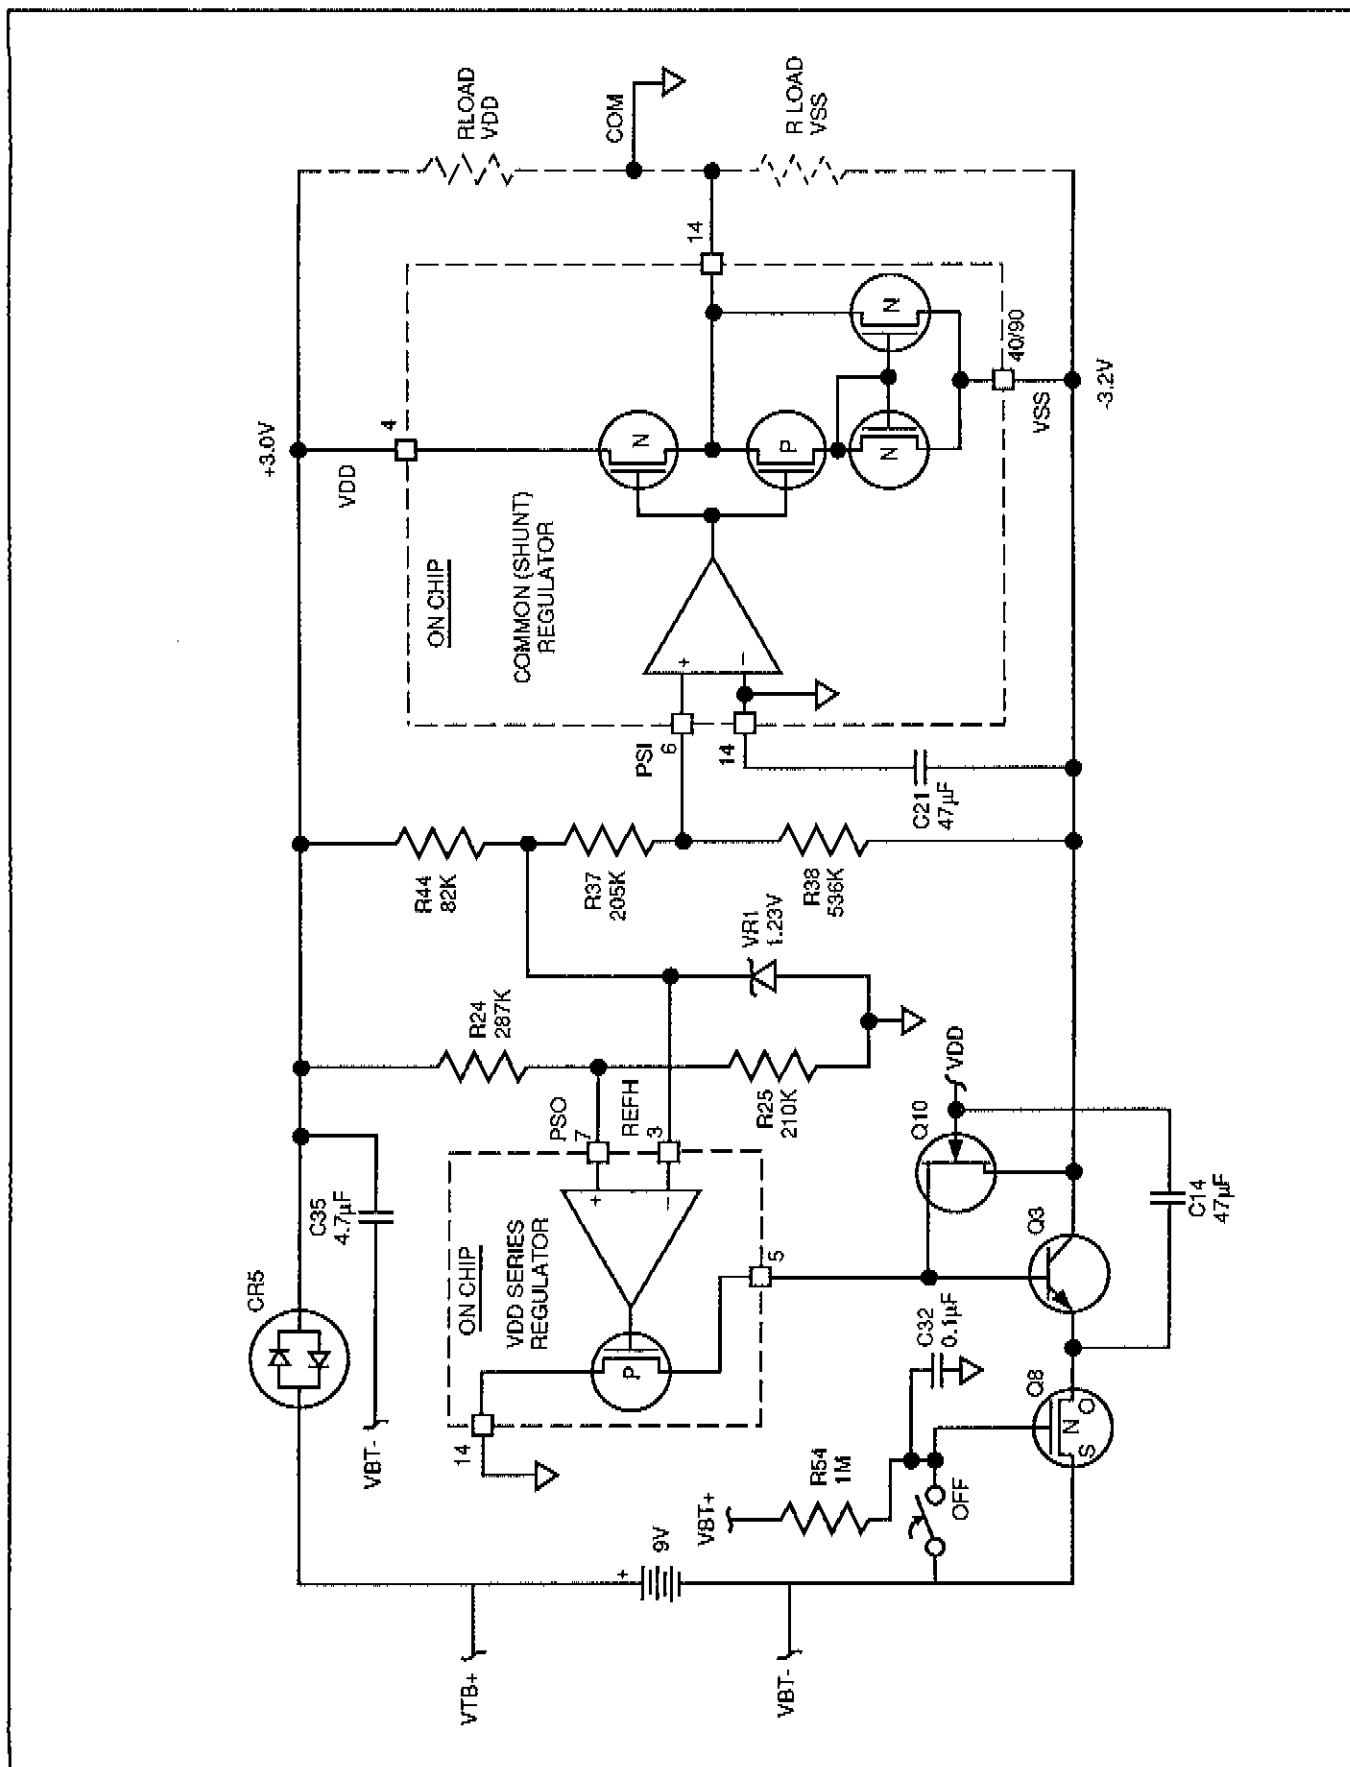 CR5
C35
4.7µF
VBT-
+3.0V
VDD
4
RLOAD
VDD
COM
R LOAD
VSS
14
ON CHIP
COMMON (SHUNT)
REGULATOR
N
P
N
N
40/90
VSS
-3.2V
+
−
PSI
6
14
C21
47µF
R44
82K
R37
205K
R38
536K
VR1
1.23V
R24
287K
R25
210K
PSO
7
REFH
3
+
−
ON CHIP
VDD SERIES
REGULATOR
P
5
14
Q10
VDD
Q3
C14
47µF
C32
0.1µF
Q8
N
O
S
R54
1M
VBT+
OFF
9V
+
VTB+
VBT-